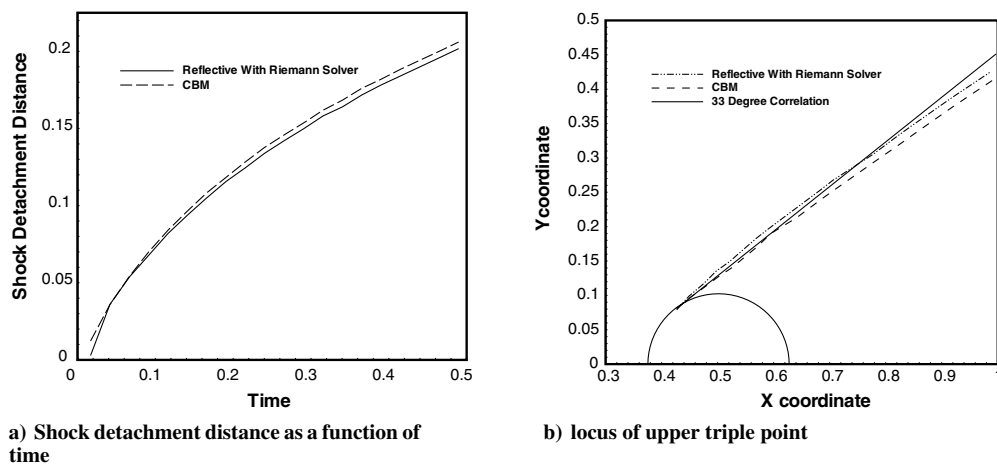 0.2
0.15
0.1
0.05
0
Shock Detachment Distance
Reflective With Riemann Solver
CBM
0 0.1 0.2 0.3 0.4 0.5
Time
a) Shock detachment distance as a function of
time
0.5
0.45
0.4
0.35
0.3
0.25
0.2
0.15
0.1
0.05
0
Ycoordinate
Reflective With Riemann Solver
CBM
33 Degree Correlation
0.3 0.4 0.5 0.6 0.7 0.8 0.9 1
X coordinate
b) locus of upper triple point